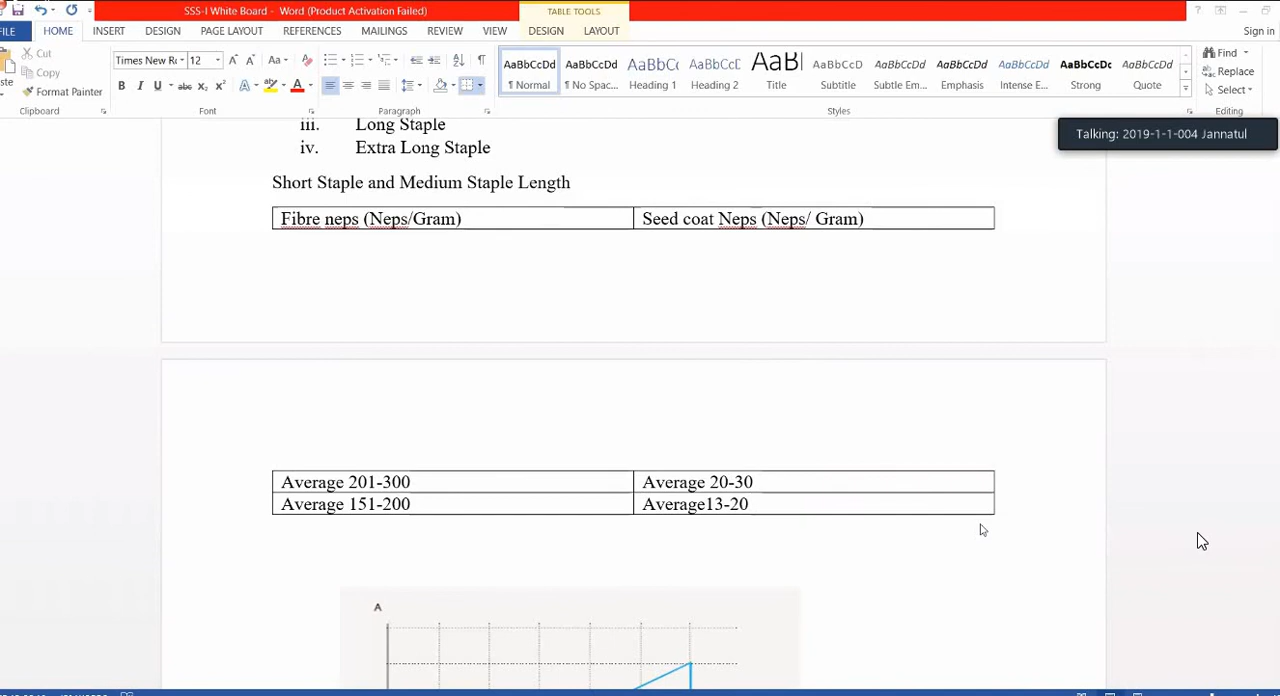 SSS-I White Board - Word (Product Activation Failed)
TABLE TOOLS
FILE HOME INSERT DESIGN PAGE LAYOUT REFERENCES MAILINGS REVIEW VIEW DESIGN LAYOUT
Sign in
Cut
Copy
Format Painter
Clipboard
Times New Ro 12
Font
Paragraph
AaBbCcDd AaBbCcDd AaBbCc AaBbCcD AaBl AaBbCcD AaBbCcDd AaBbCcDd AaBbCcDd AaBbCcDc AaBbCcDd
¶ Normal ¶ No Spac... Heading 1 Heading 2 Title Subtitle Subtle Em... Emphasis Intense E... Strong Quote
Styles
Find
Replace
Select
Editing
Talking: 2019-1-1-004 Jannatul
iii. Long Staple
iv. Extra Long Staple
Short Staple and Medium Staple Length
Fibre neps (Neps/Gram) Seed coat Neps (Neps/ Gram)
Average 201-300 Average 20-30
Average 151-200 Average13-20
A